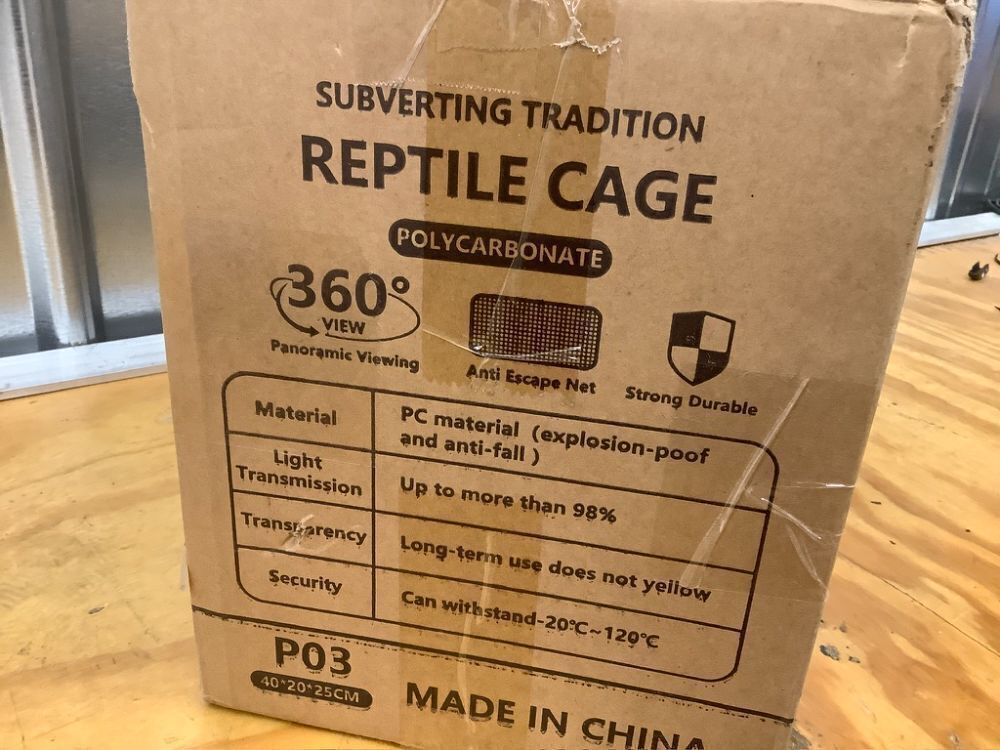 SUBVERTING TRADITION
REPTILE CAGE
POLYCARBONATE
360°
VIEW
Panoramic Viewing
Anti Escape Net
Strong Durable
Material
PC material (explosion-poof
and anti-fall )
Light
Transmission
Up to more than 98%
Transparency
Long-term use does not yellow
Security
Can withstand-20℃~120℃
P03
40*20*25CM
MADE IN CHINA